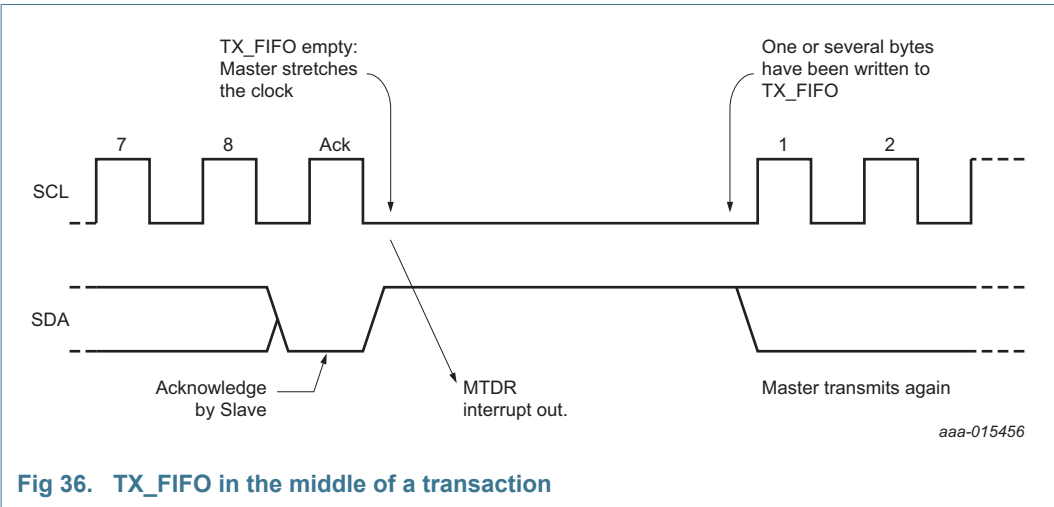 TX_FIFO empty:
Master stretches
the clock
One or several bytes
have been written to
TX_FIFO
7
8
Ack
1
2
SCL
SDA
Acknowledge
by Slave
MTDR
interrupt out.
Master transmits again
aaa-015456
Fig 36. TX_FIFO in the middle of a transaction